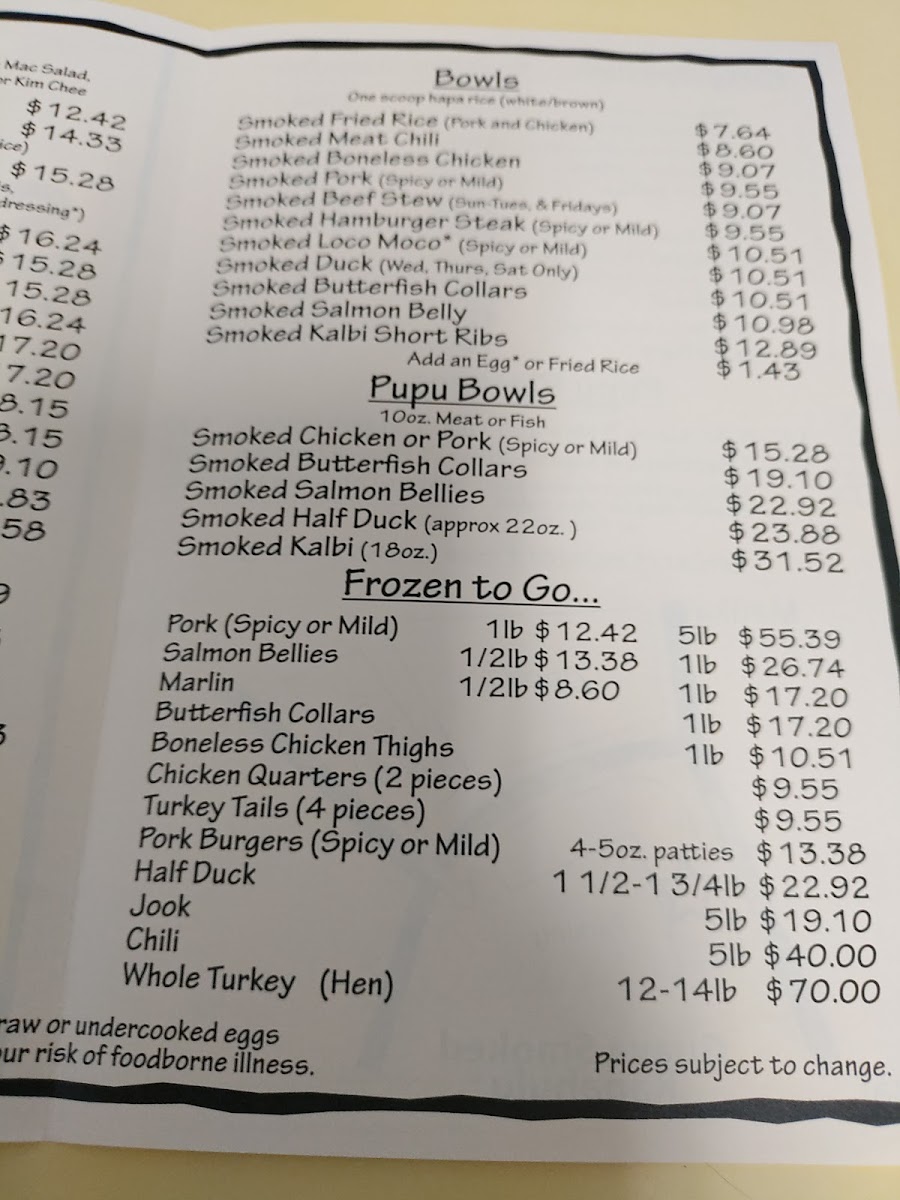 Mac Salad,
or Kim Chee
$12.42
$14.33
$15.28
dressing*)
$16.24
$15.28
15.28
16.24
17.20
7.20
8.15
.15
.10
.83
58
raw or undercooked eggs
risk of foodborne illness.
Bowls
One scoop hapa rice (white/brown)
Smoked Fried Rice (Pork and Chicken) $7.64
Smoked Meat Chili $8.60
Smoked Boneless Chicken $9.07
Smoked Pork (Spicy or Mild) $9.55
Smoked Beef Stew (Sun-Tues, & Fridays) $9.07
Smoked Hamburger Steak (Spicy or Mild) $9.55
Smoked Loco Moco* (Spicy or Mild) $10.51
Smoked Duck (Wed, Thurs, Sat Only) $10.51
Smoked Butterfish Collars $10.51
Smoked Salmon Belly $10.98
Smoked Kalbi Short Ribs $12.89
Add an Egg* or Fried Rice $1.43
Pupu Bowls
10oz. Meat or Fish
Smoked Chicken or Pork (Spicy or Mild) $15.28
Smoked Butterfish Collars $19.10
Smoked Salmon Bellies $22.92
Smoked Half Duck (approx 22oz.) $23.88
Smoked Kalbi (18oz.) $31.52
Frozen to Go...
Pork (Spicy or Mild) 1lb $12.42 5lb $55.39
Salmon Bellies 1/2lb $13.38 1lb $26.74
Marlin 1/2lb $8.60 1lb $17.20
Butterfish Collars 1lb $17.20
Boneless Chicken Thighs 1lb $10.51
Chicken Quarters (2 pieces) $9.55
Turkey Tails (4 pieces) $9.55
Pork Burgers (Spicy or Mild) 4-5oz. patties $13.38
Half Duck 1 1/2-1 3/4lb $22.92
Jook 5lb $19.10
Chili 5lb $40.00
Whole Turkey (Hen) 12-14lb $70.00
Prices subject to change.